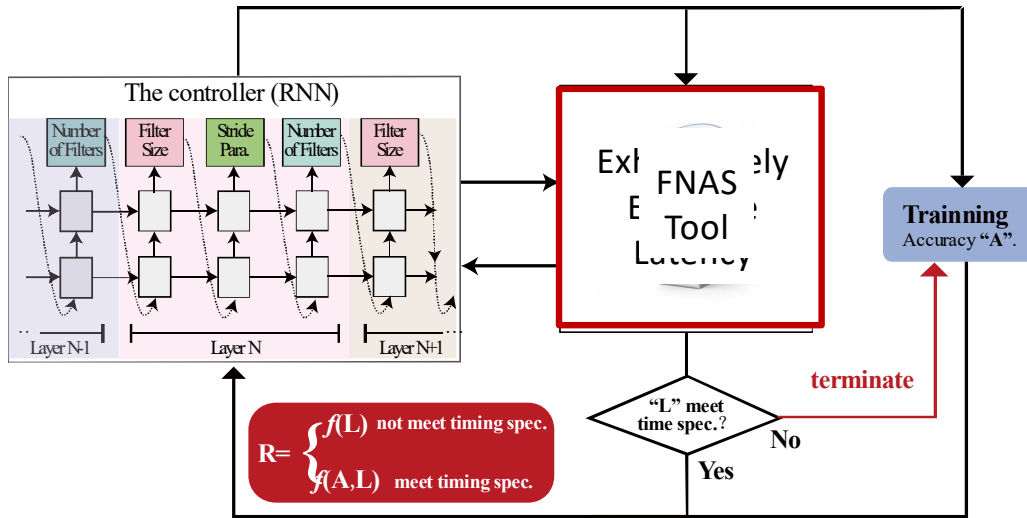 The controller (RNN)
Number
of Filters
Filter
Size
Stride
Para.
Number
of Filters
Filter
Size
Layer N-1
Layer N
Layer N+1
FNAS
Tool
Latency
Trainning
Accuracy “A”.
terminate
“L” meet
time spec.?
No
Yes
R= { f(L) not meet timing spec.
f(A,L) meet timing spec.